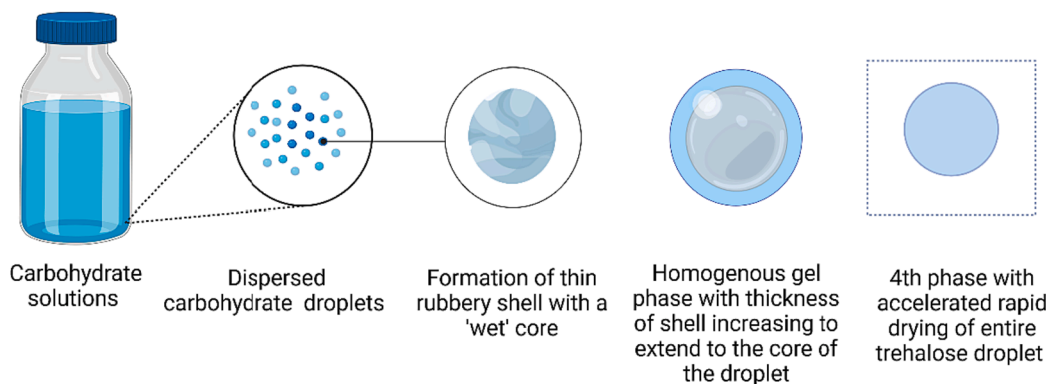 Carbohydrate
solutions
Dispersed
carbohydrate droplets
Formation of thin
rubbery shell with a
'wet' core
Homogenous gel
phase with thickness
of shell increasing to
extend to the core of
the droplet
4th phase with
accelerated rapid
drying of entire
trehalose droplet